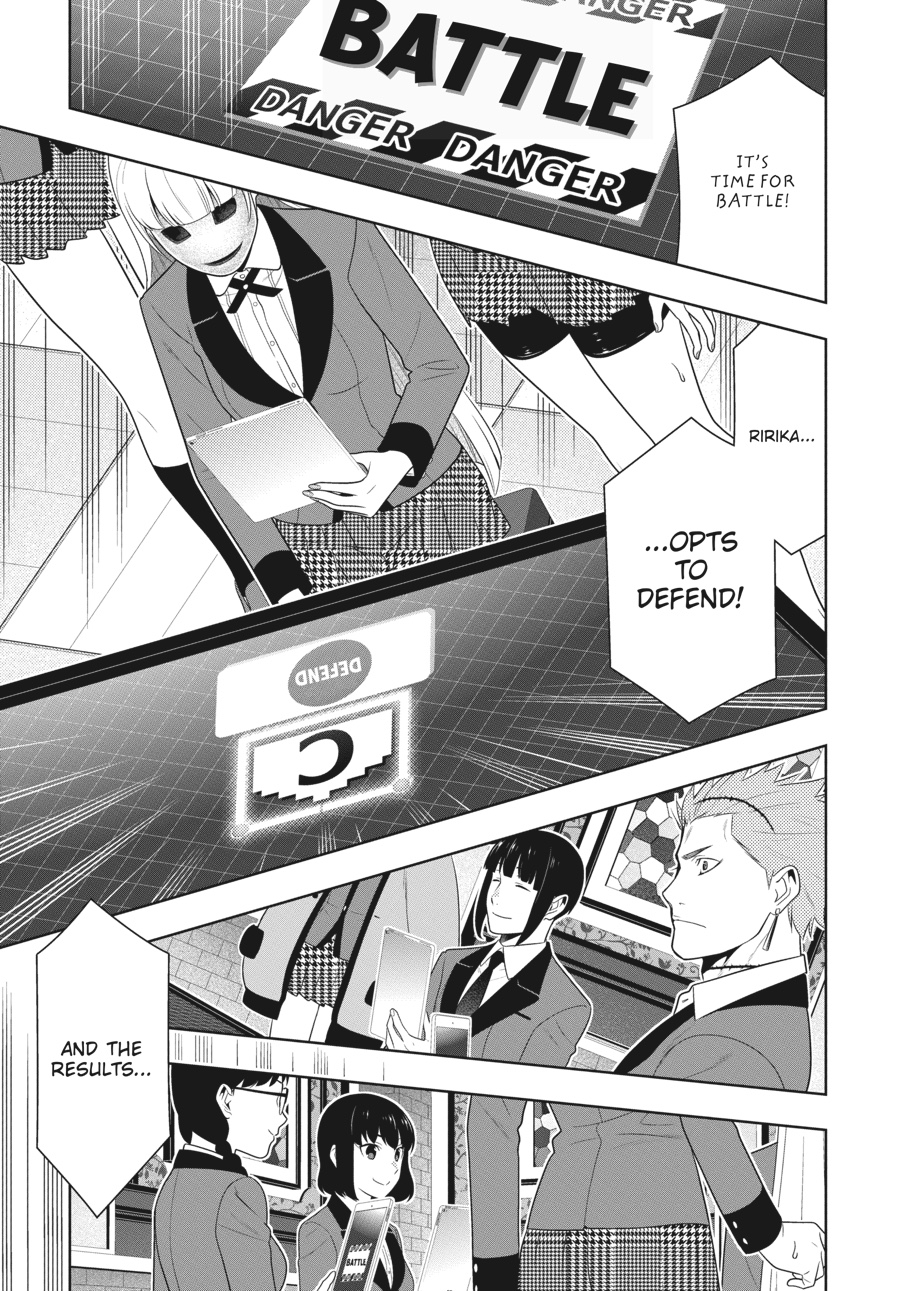 DANGER
BATTLE
DANGER DANGER
IT'S
TIME FOR
BATTLE!
RIRIKA...
...OPTS
TO
DEFEND!
DEFEND
C
AND THE
RESULTS...
BATTLE